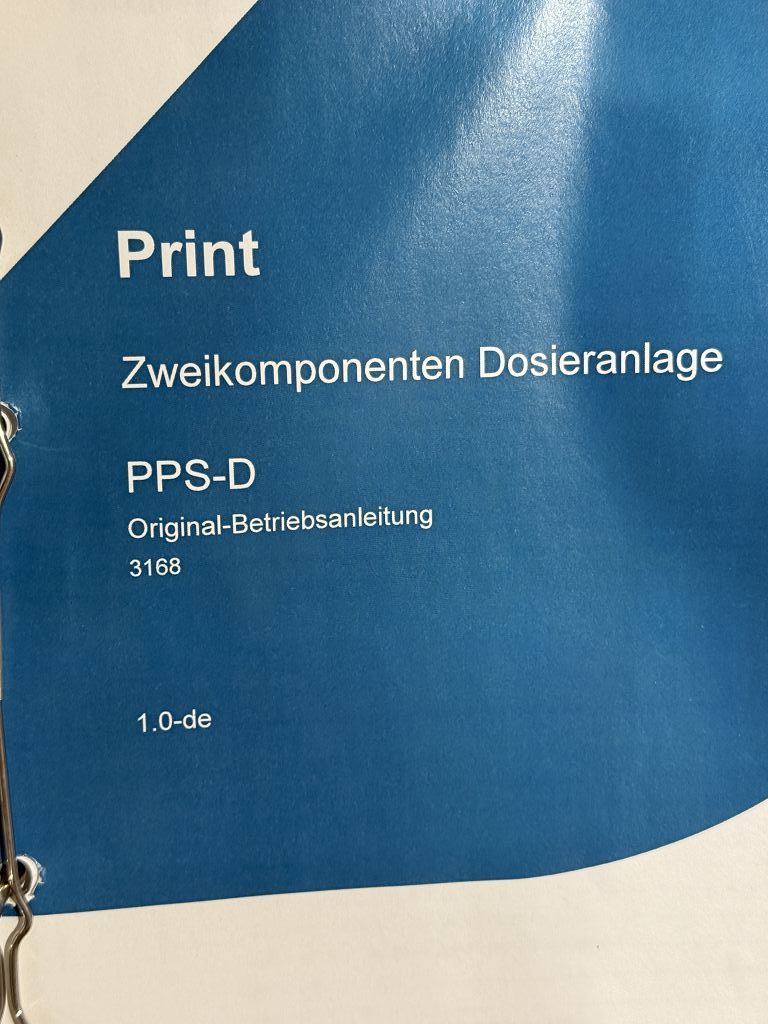 Print
Zweikomponenten Dosieranlage
PPS-D
Original-Betriebsanleitung
3168
1.0-de